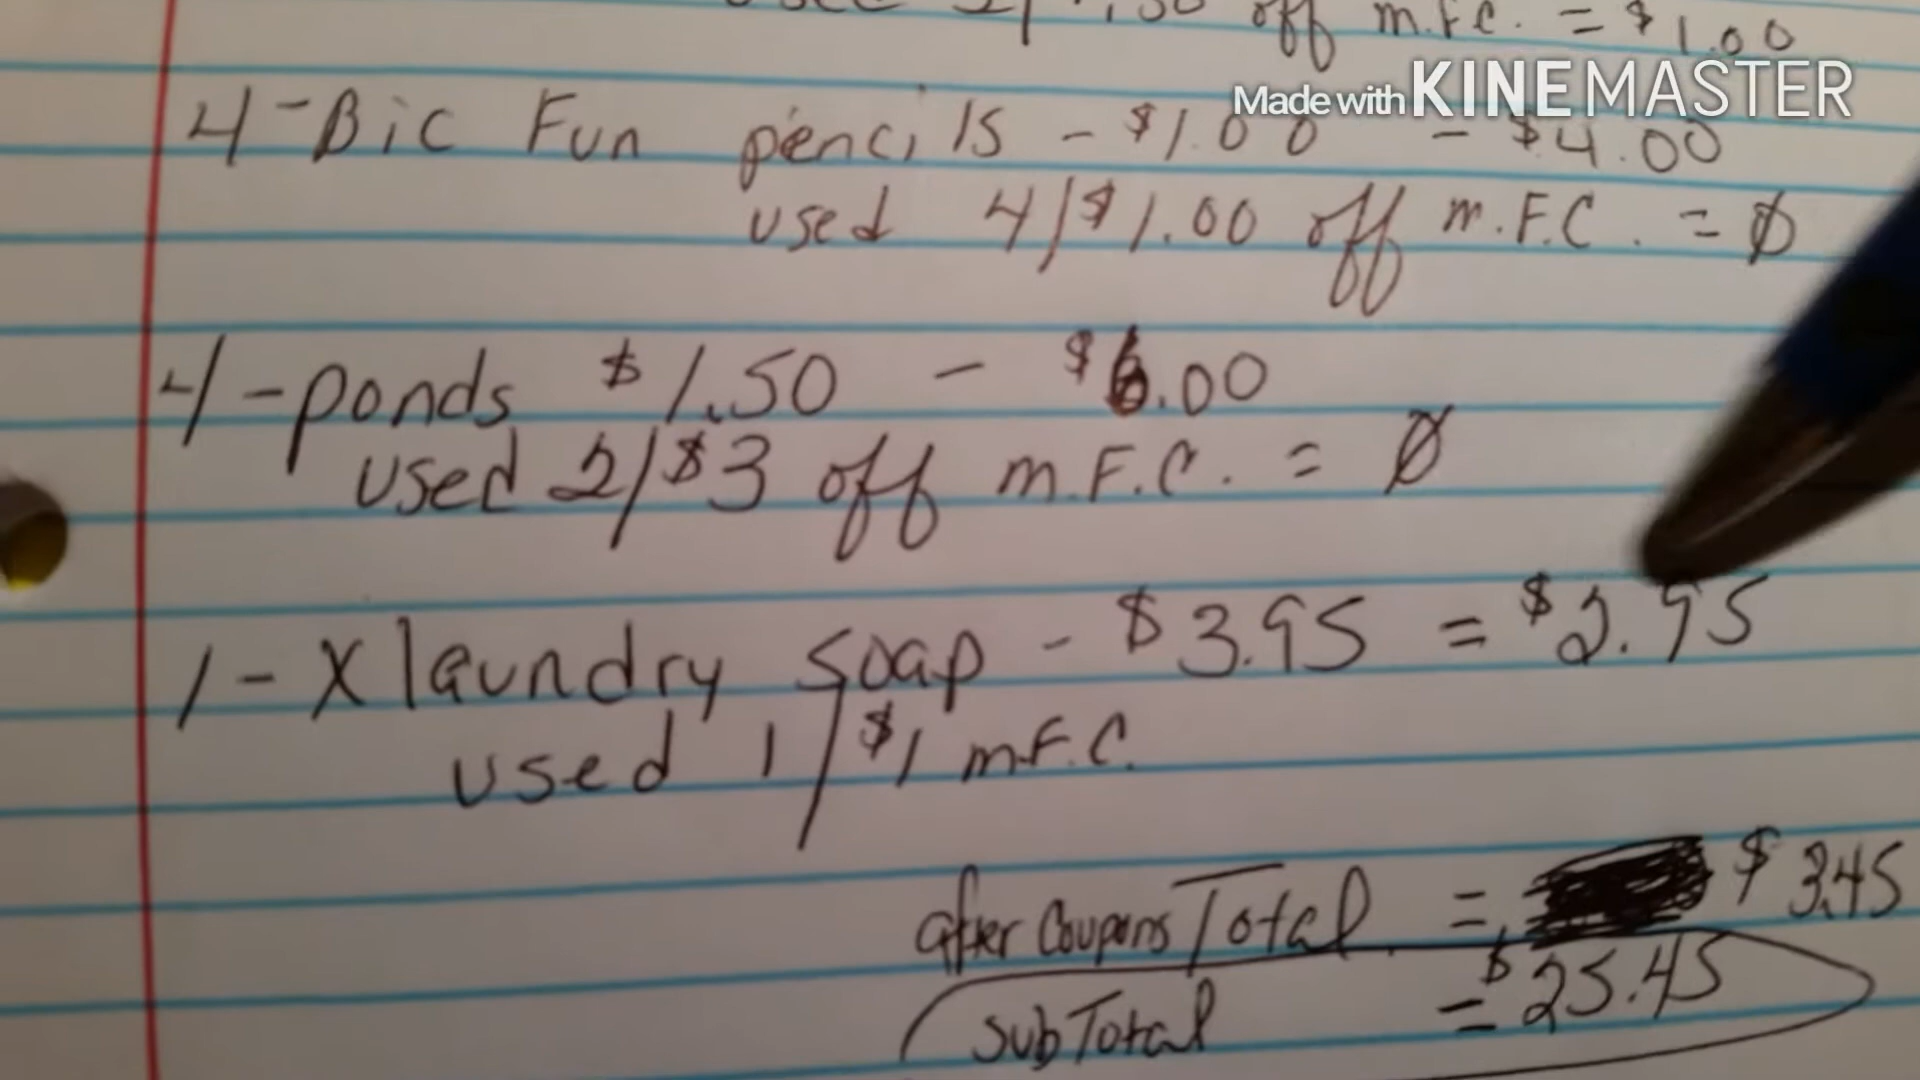 off m.f.c. = $1.00
Made with KINEMASTER
4-Bic Fun pencils - $1.00 - $4.00
used 4/$1.00 off m.F.C. = Ø
4-ponds $1.50 - $6.00
used 2/$3 off m.F.C. = Ø
1-X laundry soap - $3.95 = $2.95
used 1/$1 m.F.C.
after Coupons Total = $3.45
subTotal = $25.45